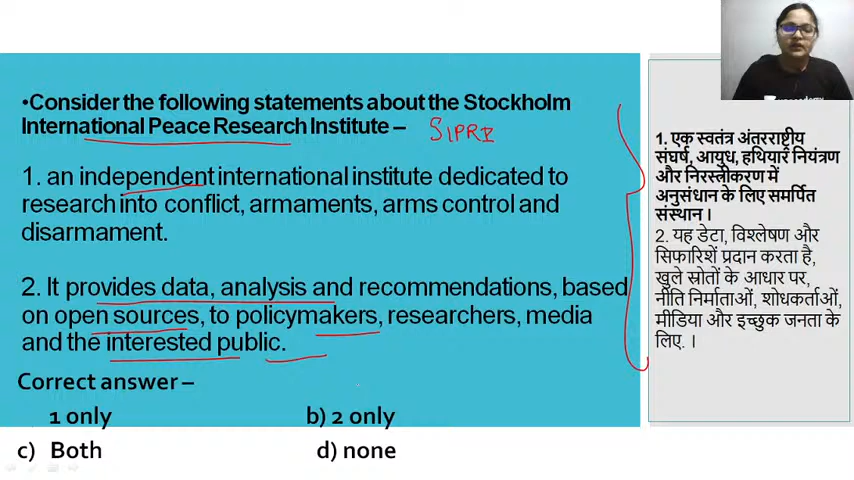 •Consider the following statements about the Stockholm
International Peace Research Institute –
SIPRI
1. an independent international institute dedicated to
research into conflict, armaments, arms control and
disarmament.
2. It provides data, analysis and recommendations, based
on open sources, to policymakers, researchers, media
and the interested public.
Correct answer –
1 only
b) 2 only
c) Both
d) none
1. एक स्वतंत्र अंतरराष्ट्रीय
संघर्ष, आयुध, हथियार नियंत्रण
और निरस्त्रीकरण में
अनुसंधान के लिए समर्पित
संस्थान ।
2. यह डेटा, विश्लेषण और
सिफारिशें प्रदान करता है,
खुले स्रोतों के आधार पर,
नीति निर्माताओं, शोधकर्ताओं,
मीडिया और इच्छुक जनता के
लिए. ।